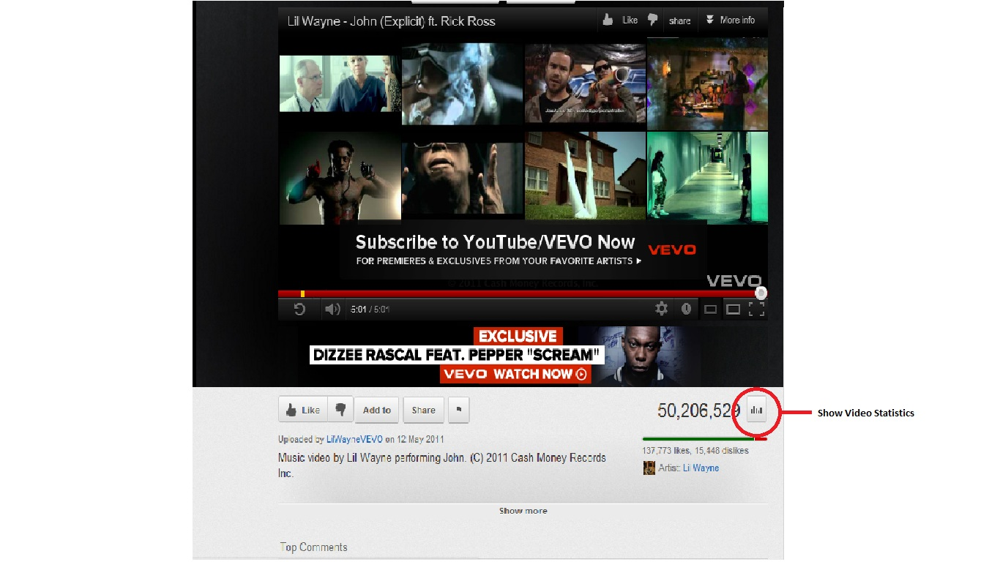 Lil Wayne - John (Explicit) ft. Rick Ross
Like share More info
Subscribe to YouTube/VEVO Now
VEVO
FOR PREMIERES & EXCLUSIVES FROM YOUR FAVORITE ARTISTS
© 2011 Cash Money Records, Inc.
VEVO
5:01 / 5:01
EXCLUSIVE
DIZZEE RASCAL FEAT. PEPPER "SCREAM"
VEVO WATCH NOW
Like Add to Share 50,206,529
Show Video Statistics
Uploaded by LilWayneVEVO on 12 May 2011
137,773 likes, 15,448 dislikes
Music video by Lil Wayne performing John. (C) 2011 Cash Money Records
Inc.
Artist: Lil Wayne
Show more
Top Comments